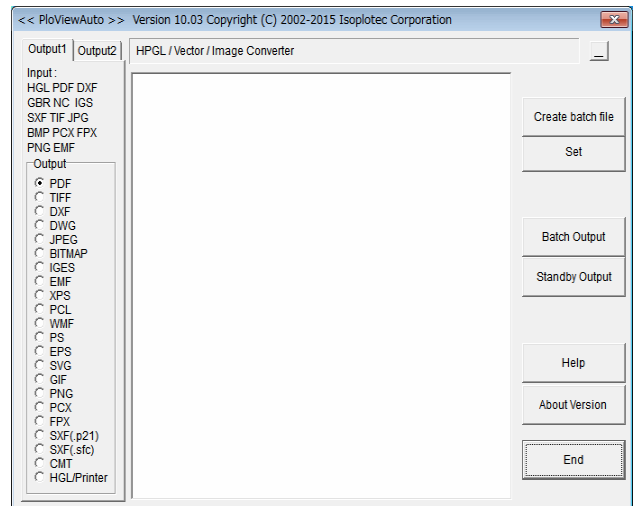 << PloViewAuto >> Version 10.03 Copyright (C) 2002-2015 Isoplotec Corporation
Output1 Output2
HPGL / Vector / Image Converter
Input :
HGL PDF DXF
GBR NC IGS
SXF TIF JPG
BMP PCX FPX
PNG EMF
Output
PDF
TIFF
DXF
DWG
JPEG
BITMAP
IGES
EMF
XPS
PCL
WMF
PS
EPS
SVG
GIF
PNG
PCX
FPX
SXF(.p21)
SXF(.sfc)
CMT
HGL/Printer
Create batch file
Set
Batch Output
Standby Output
Help
About Version
End